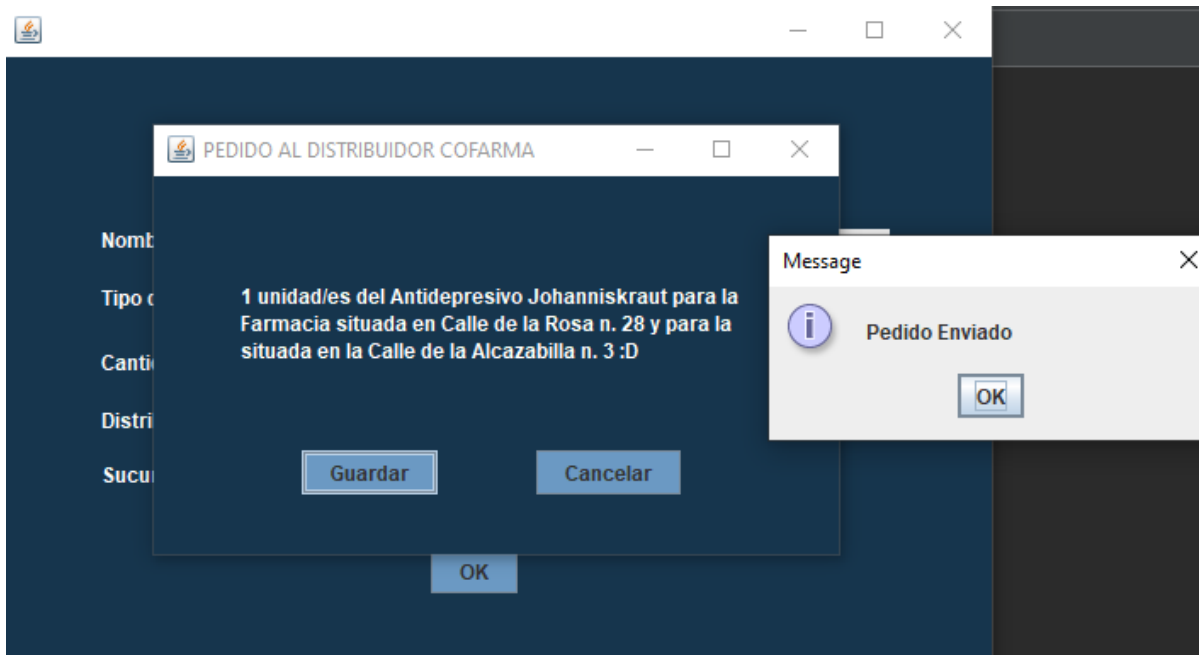 PEDIDO AL DISTRIBUIDOR COFARMA
Nomb
Tipo
Canti
Distri
Sucu
1 unidad/es del Antidepresivo Johanniskraut para la
Farmacia situada en Calle de la Rosa n. 28 y para la
situada en la Calle de la Alcazabilla n. 3 :D
Guardar
Cancelar
OK
Message
Pedido Enviado
OK